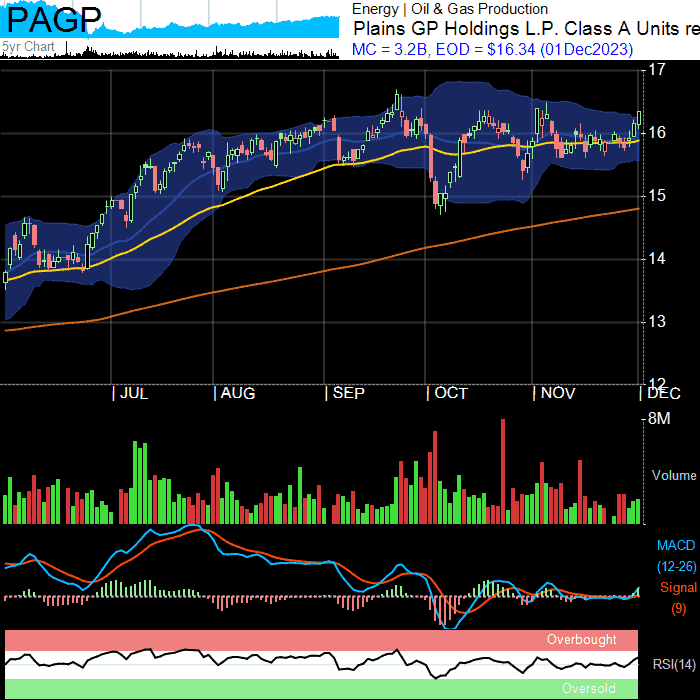 PAGP
5yr Chart
Energy | Oil & Gas Production
Plains GP Holdings L.P. Class A Units re
MC = 3.2B, EOD = $16.34 (01Dec2023)
17
16
15
14
13
12
| JUL
| AUG
| SEP
| OCT
| NOV
| DEC
8M
Volume
MACD
(12-26)
Signal
(9)
Overbought
RSI(14)
Oversold